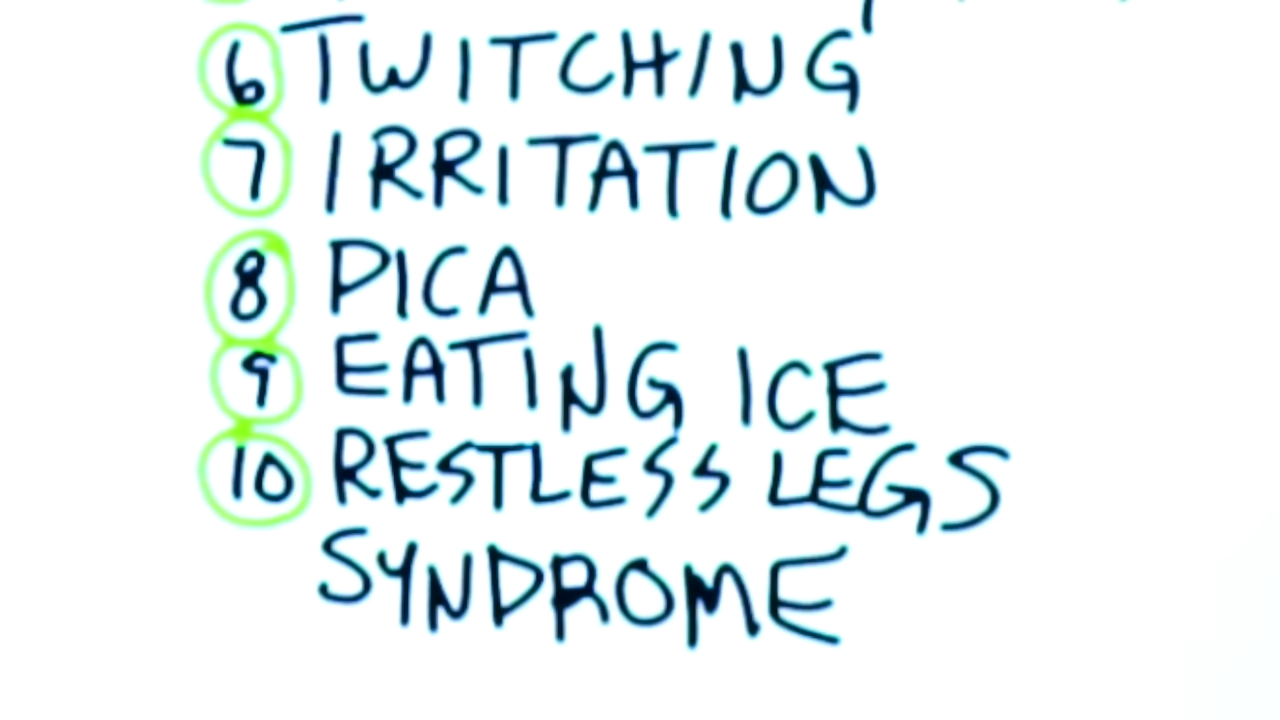 6 TWITCHING
7 IRRITATION
8 PICA
9 EATING ICE
10 RESTLESS LEGS
SYNDROME